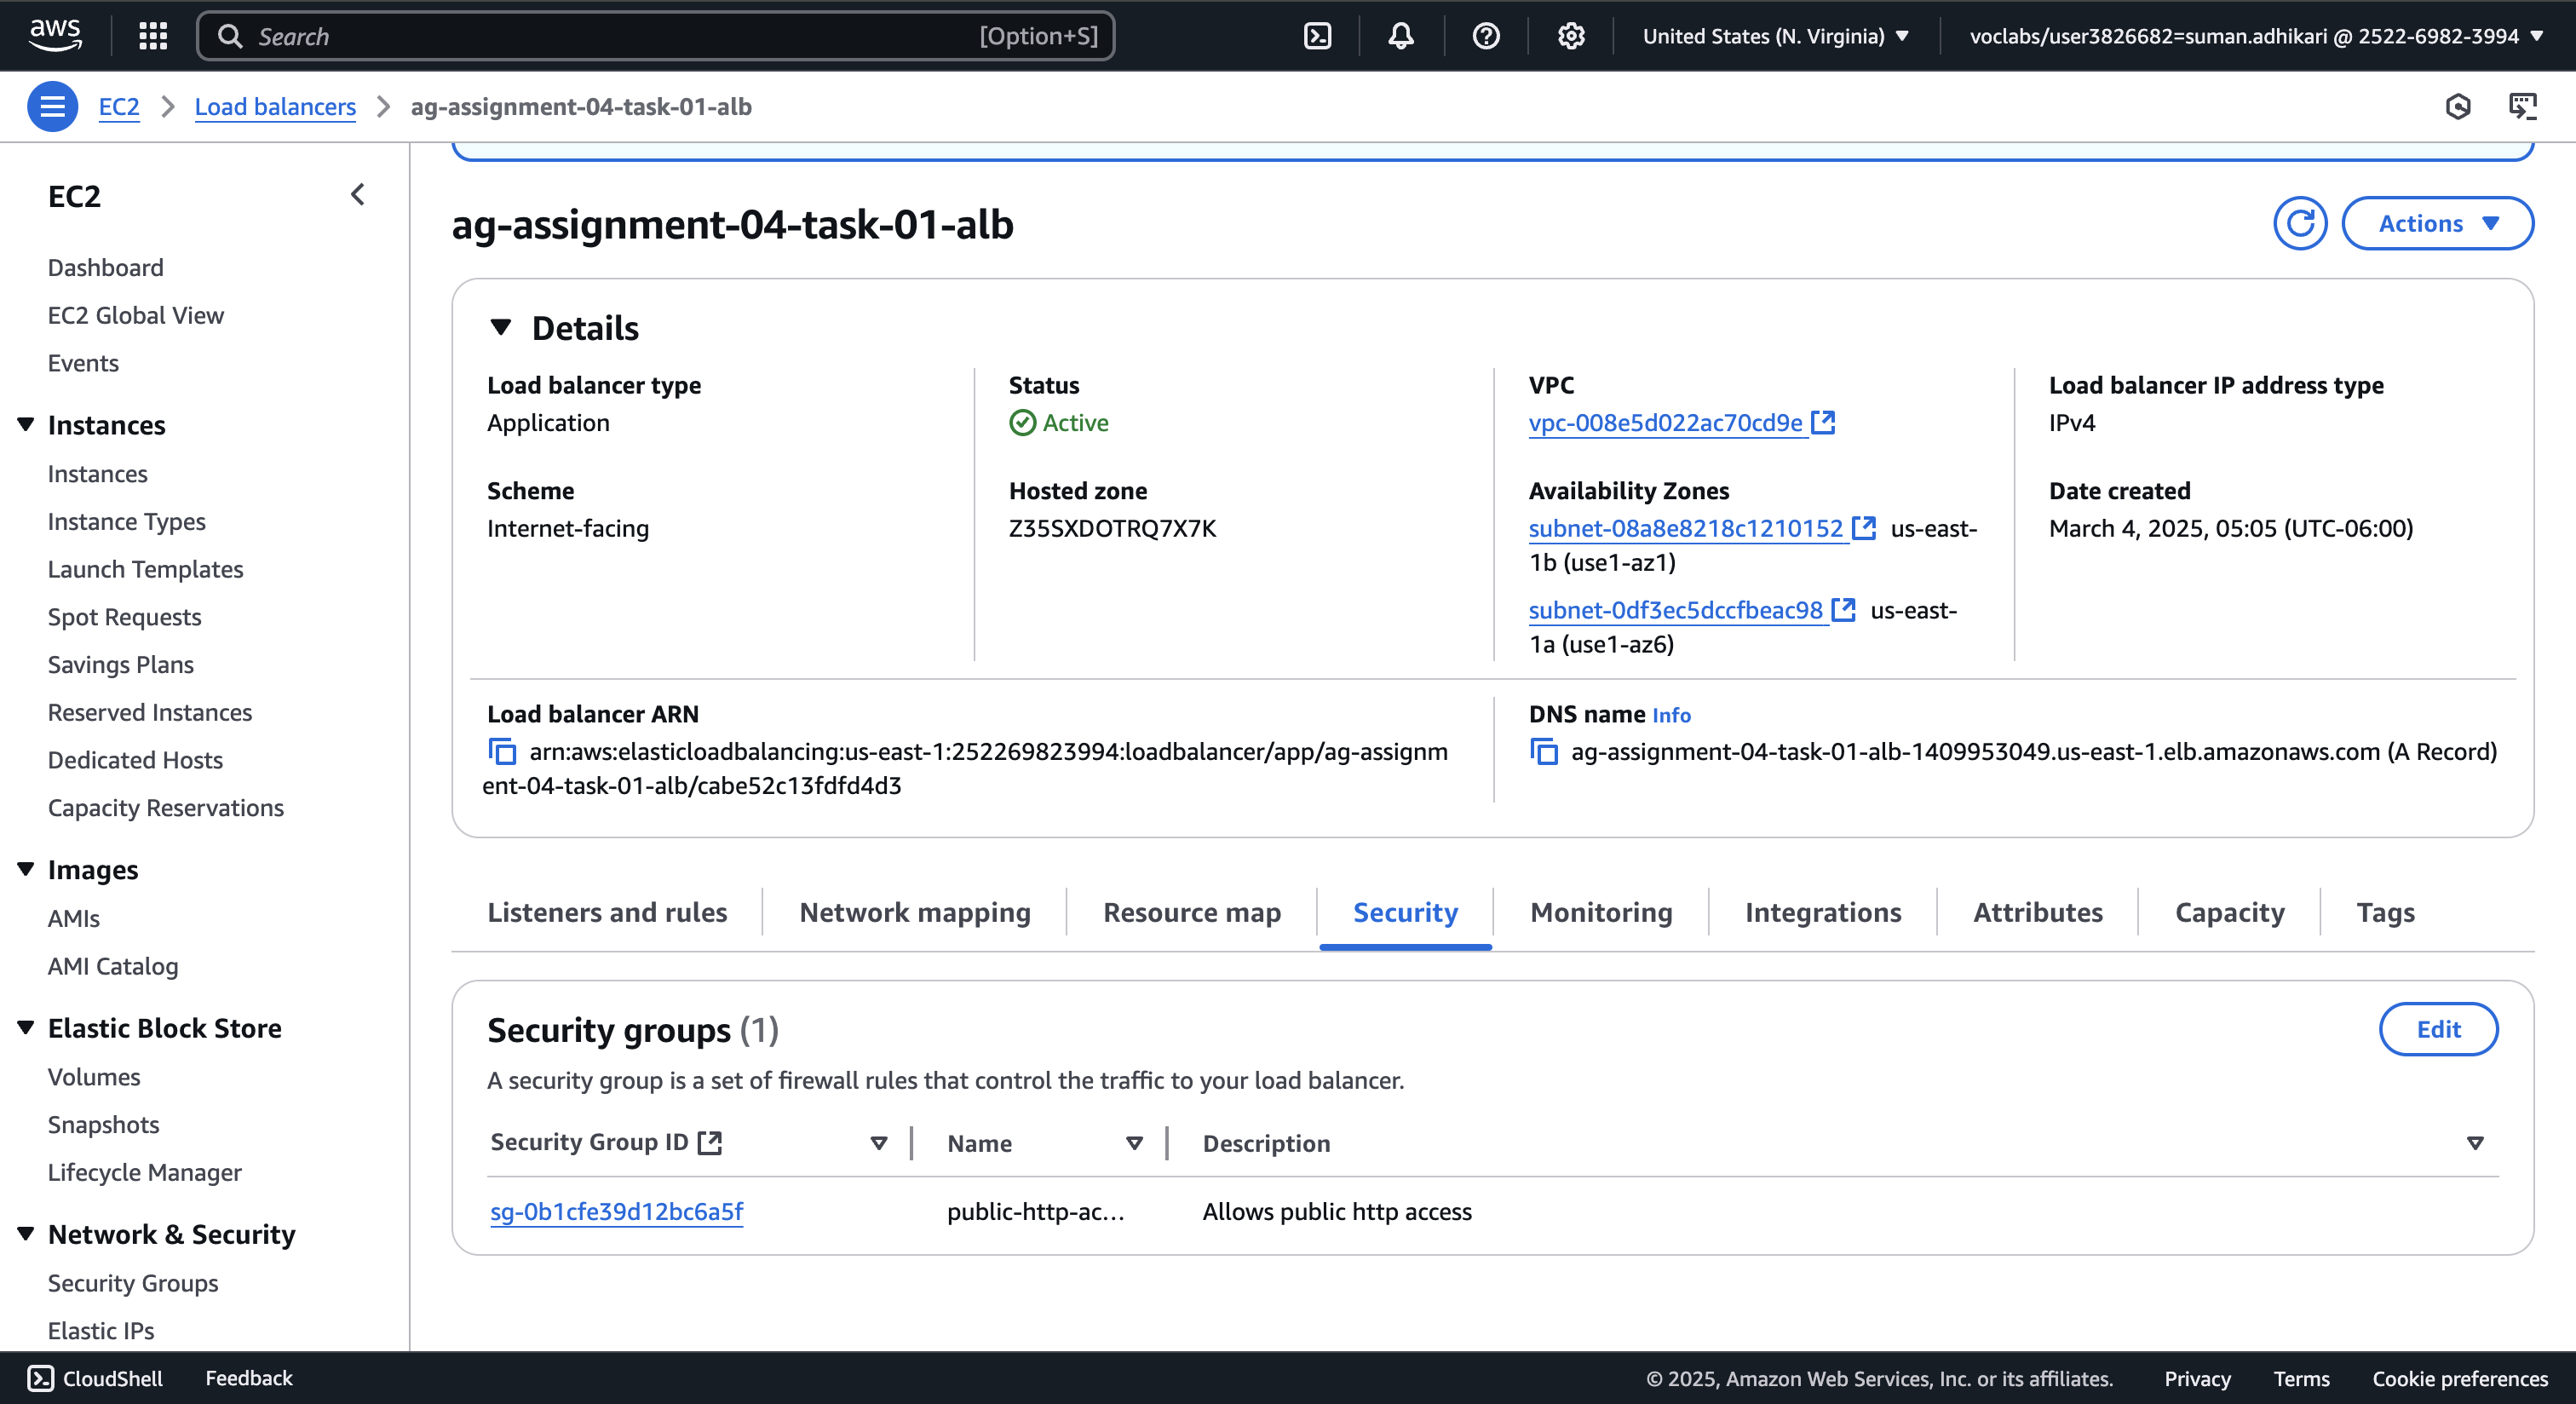 aws
Search
[Option+S]
United States (N. Virginia)
voclabs/user3826682=suman.adhikari @ 2522-6982-3994
EC2
Load balancers
ag-assignment-04-task-01-alb
EC2
Dashboard
EC2 Global View
Events
Instances
Instances
Instance Types
Launch Templates
Spot Requests
Savings Plans
Reserved Instances
Dedicated Hosts
Capacity Reservations
Images
AMIs
AMI Catalog
Elastic Block Store
Volumes
Snapshots
Lifecycle Manager
Network & Security
Security Groups
Elastic IPs
ag-assignment-04-task-01-alb
Actions
Details
Load balancer type
Application
Status
Active
VPC
vpc-008e5d022ac70cd9e
Load balancer IP address type
IPv4
Scheme
Internet-facing
Hosted zone
Z35SXDOTRQ7X7K
Availability Zones
subnet-08a8e8218c1210152 us-east-
1b (use1-az1)
subnet-0df3ec5dccfbeac98 us-east-
1a (use1-az6)
Date created
March 4, 2025, 05:05 (UTC-06:00)
Load balancer ARN
arn:aws:elasticloadbalancing:us-east-1:252269823994:loadbalancer/app/ag-assignm
ent-04-task-01-alb/cabe52c13fdfd4d3
DNS name Info
ag-assignment-04-task-01-alb-1409953049.us-east-1.elb.amazonaws.com (A Record)
Listeners and rules
Network mapping
Resource map
Security
Monitoring
Integrations
Attributes
Capacity
Tags
Security groups (1)
Edit
A security group is a set of firewall rules that control the traffic to your load balancer.
Security Group ID
Name
Description
sg-0b1cfe39d12bc6a5f
public-http-ac...
Allows public http access
CloudShell
Feedback
© 2025, Amazon Web Services, Inc. or its affiliates.
Privacy
Terms
Cookie preferences